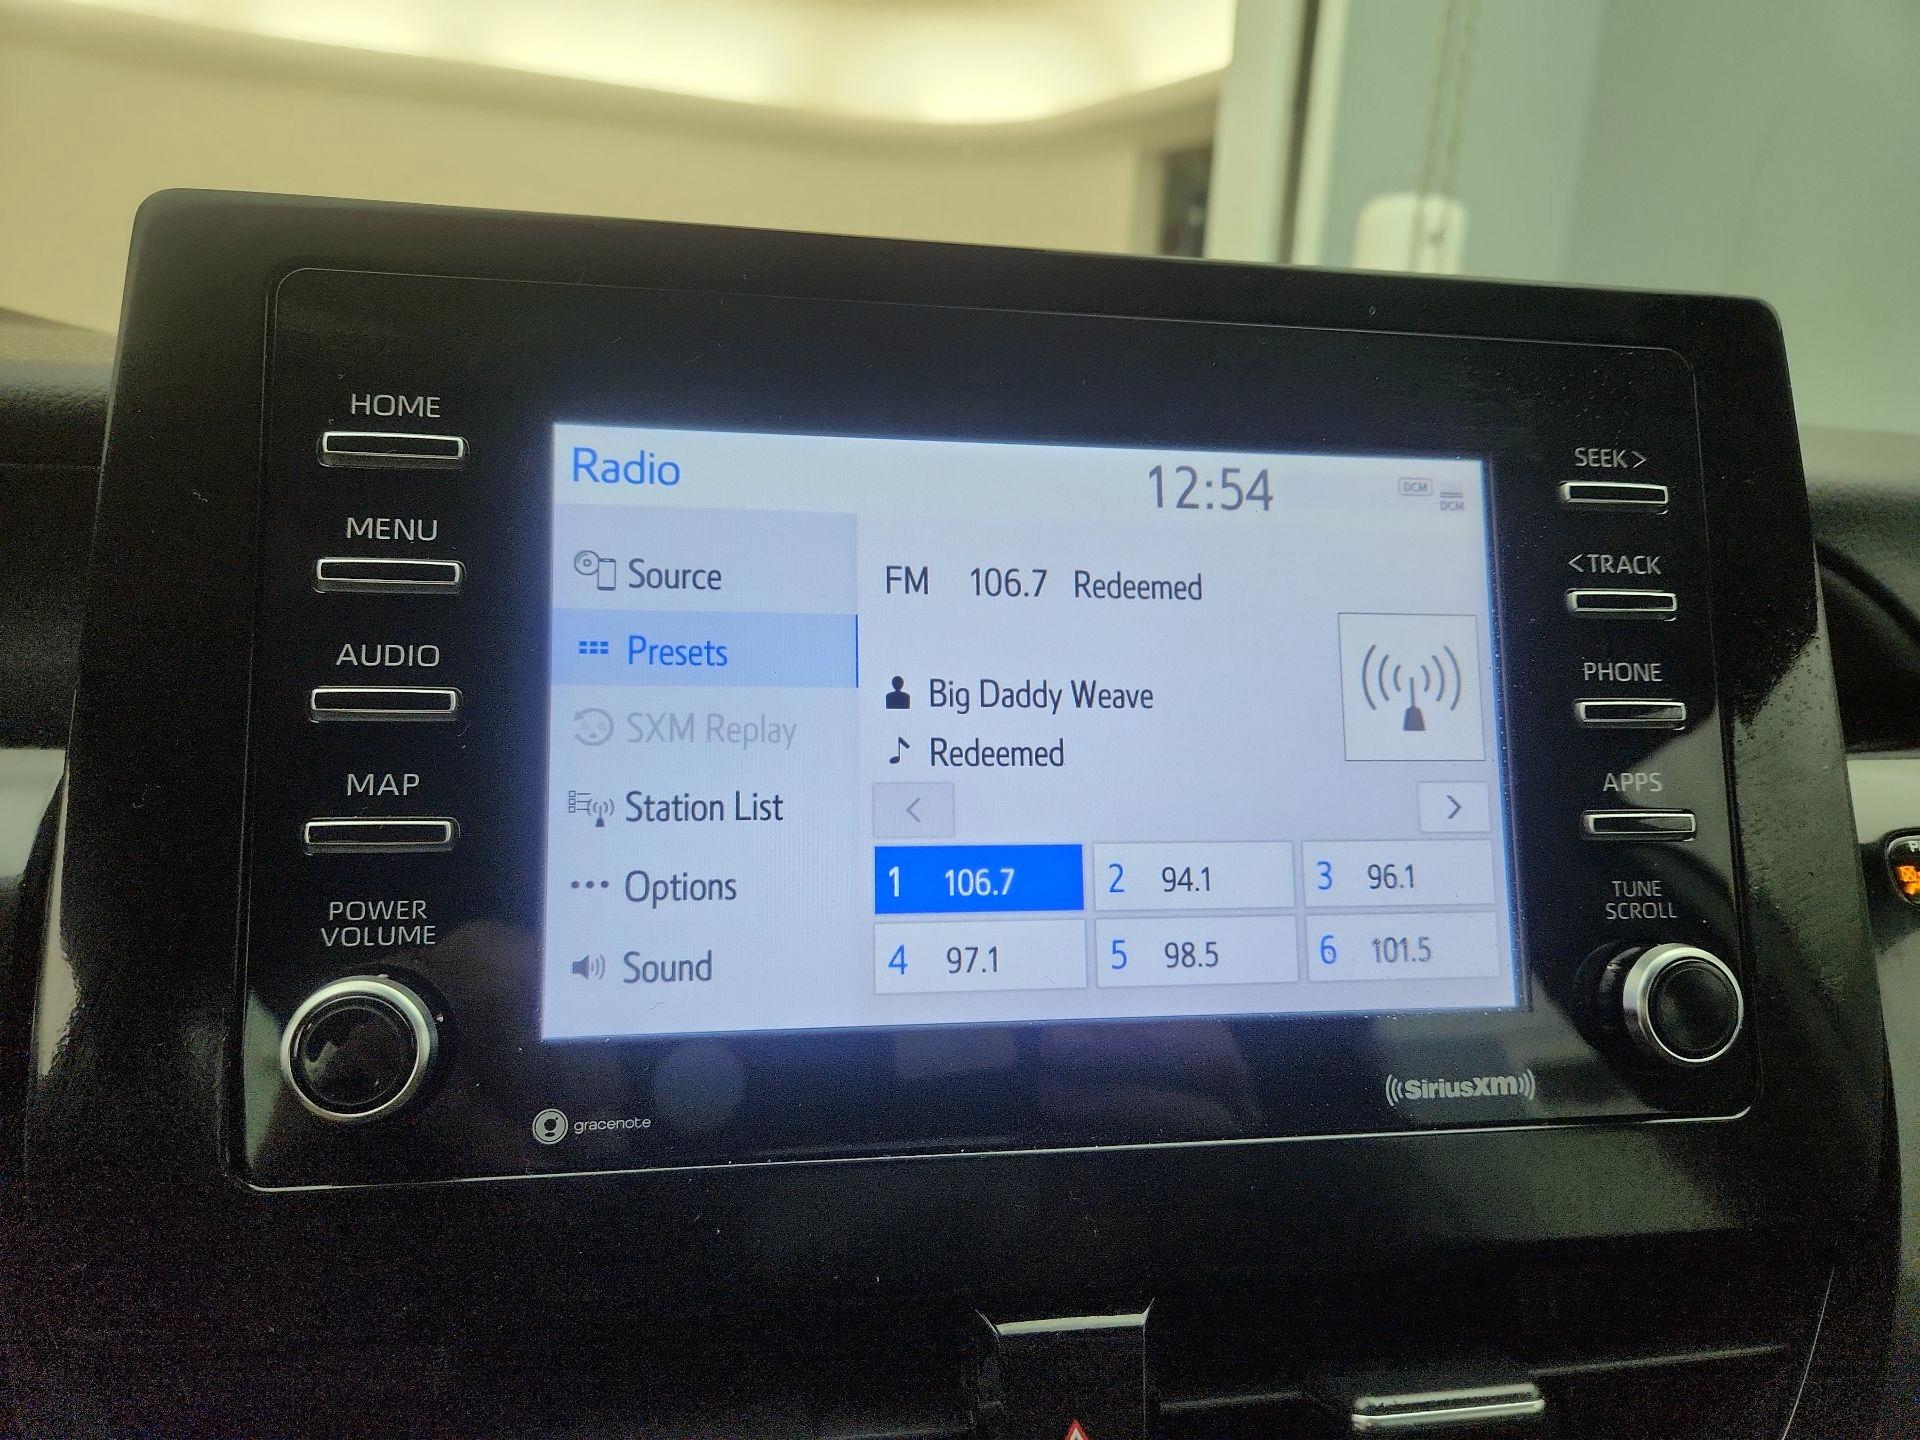 HOME
MENU
AUDIO
MAP
POWER
VOLUME
Radio
12:54
DCM
DCM
Source
Presets
SXM Replay
Station List
Options
Sound
FM 106.7 Redeemed
Big Daddy Weave
Redeemed
<
>
1 106.7
2 94.1
3 96.1
4 97.1
5 98.5
6 101.5
SEEK >
< TRACK
PHONE
APPS
TUNE
SCROLL
gracenote
SiriusXM